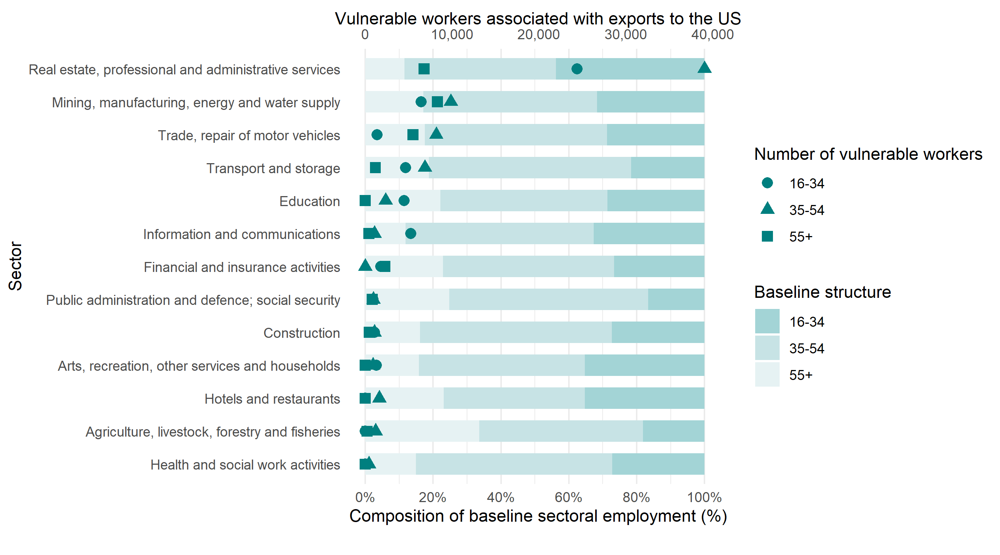 Vulnerable workers associated with exports to the US
0 10,000 20,000 30,000 40,000
Real estate, professional and administrative services
Mining, manufacturing, energy and water supply
Trade, repair of motor vehicles
Transport and storage
Education
Information and communications
Financial and insurance activities
Public administration and defence; social security
Construction
Arts, recreation, other services and households
Hotels and restaurants
Agriculture, livestock, forestry and fisheries
Health and social work activities
Sector
0% 20% 40% 60% 80% 100%
Composition of baseline sectoral employment (%)
Number of vulnerable workers
16-34
35-54
55+
Baseline structure
16-34
35-54
55+